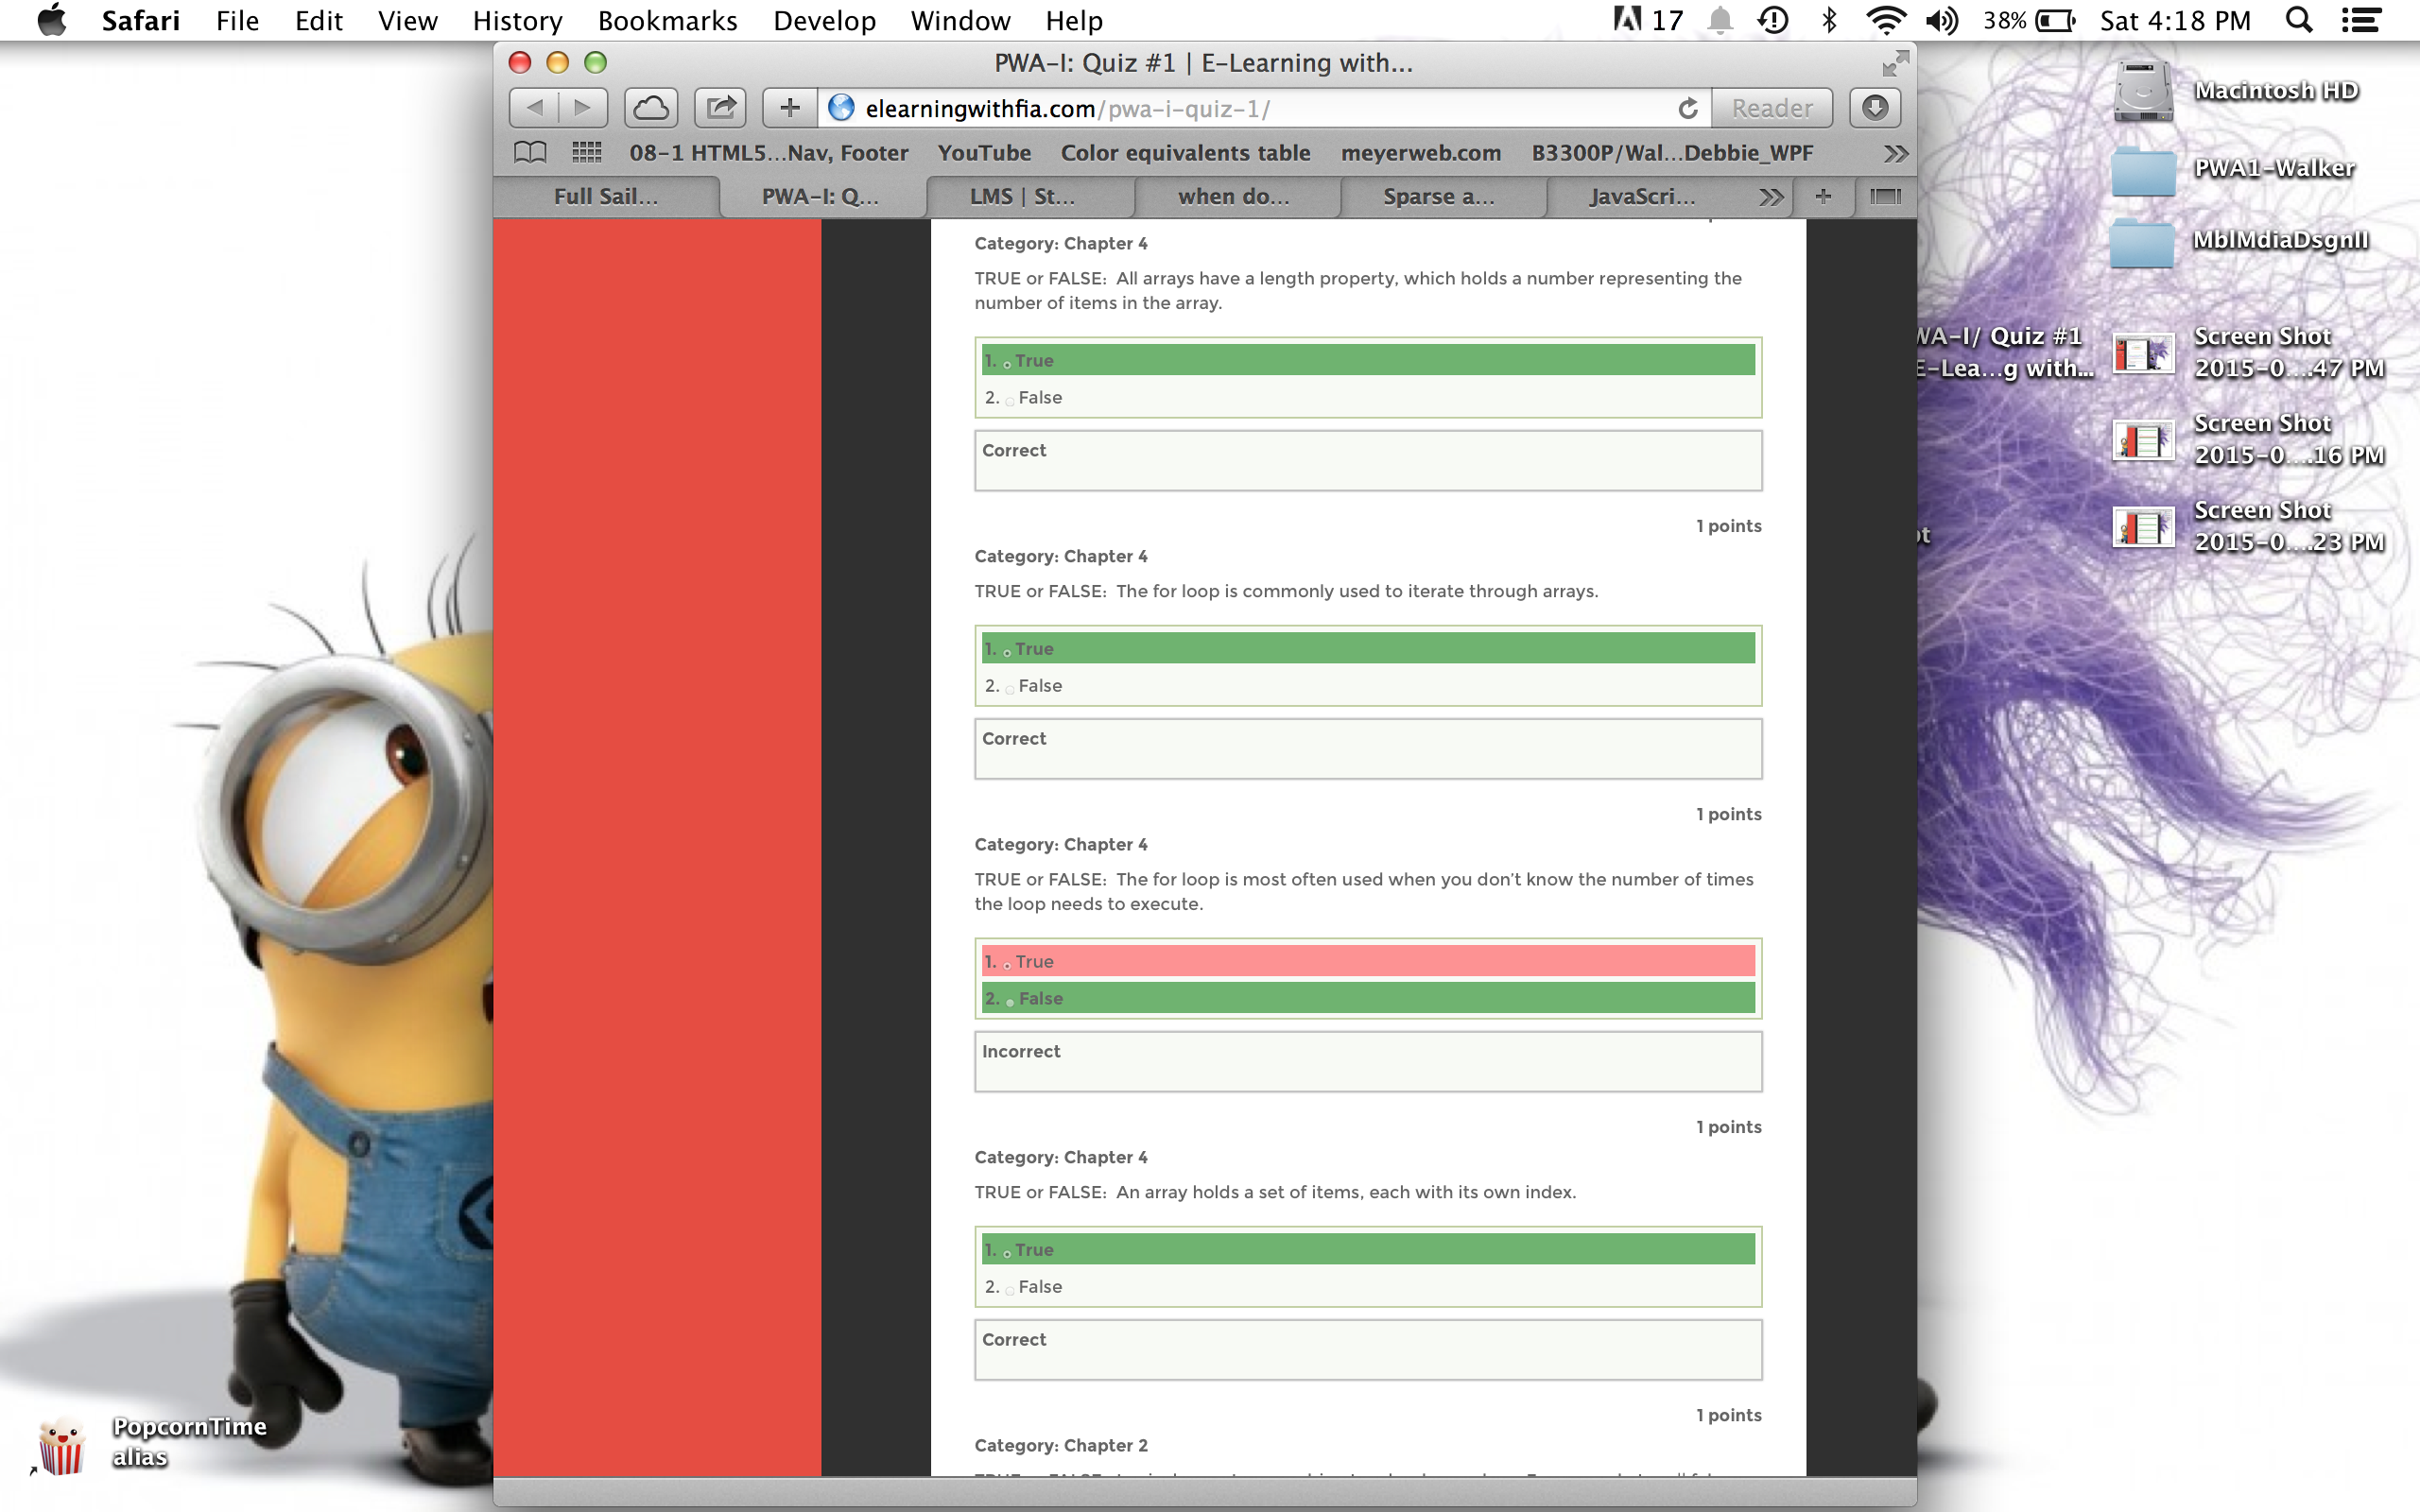 Safari File Edit View History Bookmarks Develop Window Help 17 38% Sat 4:18 PM
PWA-I: Quiz #1 | E-Learning with...
elearningwithfia.com/pwa-i-quiz-1/ Reader
08-1 HTML5...Nav, Footer YouTube Color equivalents table meyerweb.com B3300P/Wal...Debbie_WPF
Full Sail... PWA-I: Q... LMS | St... when do... Sparse a... JavaScri...
Category: Chapter 4
TRUE or FALSE: All arrays have a length property, which holds a number representing the
number of items in the array.
1. True
2. False
Correct
1 points
Category: Chapter 4
TRUE or FALSE: The for loop is commonly used to iterate through arrays.
1. True
2. False
Correct
1 points
Category: Chapter 4
TRUE or FALSE: The for loop is most often used when you don't know the number of times
the loop needs to execute.
1. True
2. False
Incorrect
1 points
Category: Chapter 4
TRUE or FALSE: An array holds a set of items, each with its own index.
1. True
2. False
Correct
1 points
Category: Chapter 2
Macintosh HD
PWA1-Walker
MblMdiaDsgnII
WA-I/ Quiz #1
E-Lea...g with...
Screen Shot
2015-0....47 PM
Screen Shot
2015-0....16 PM
Screen Shot
2015-0....23 PM
PopcornTime
alias